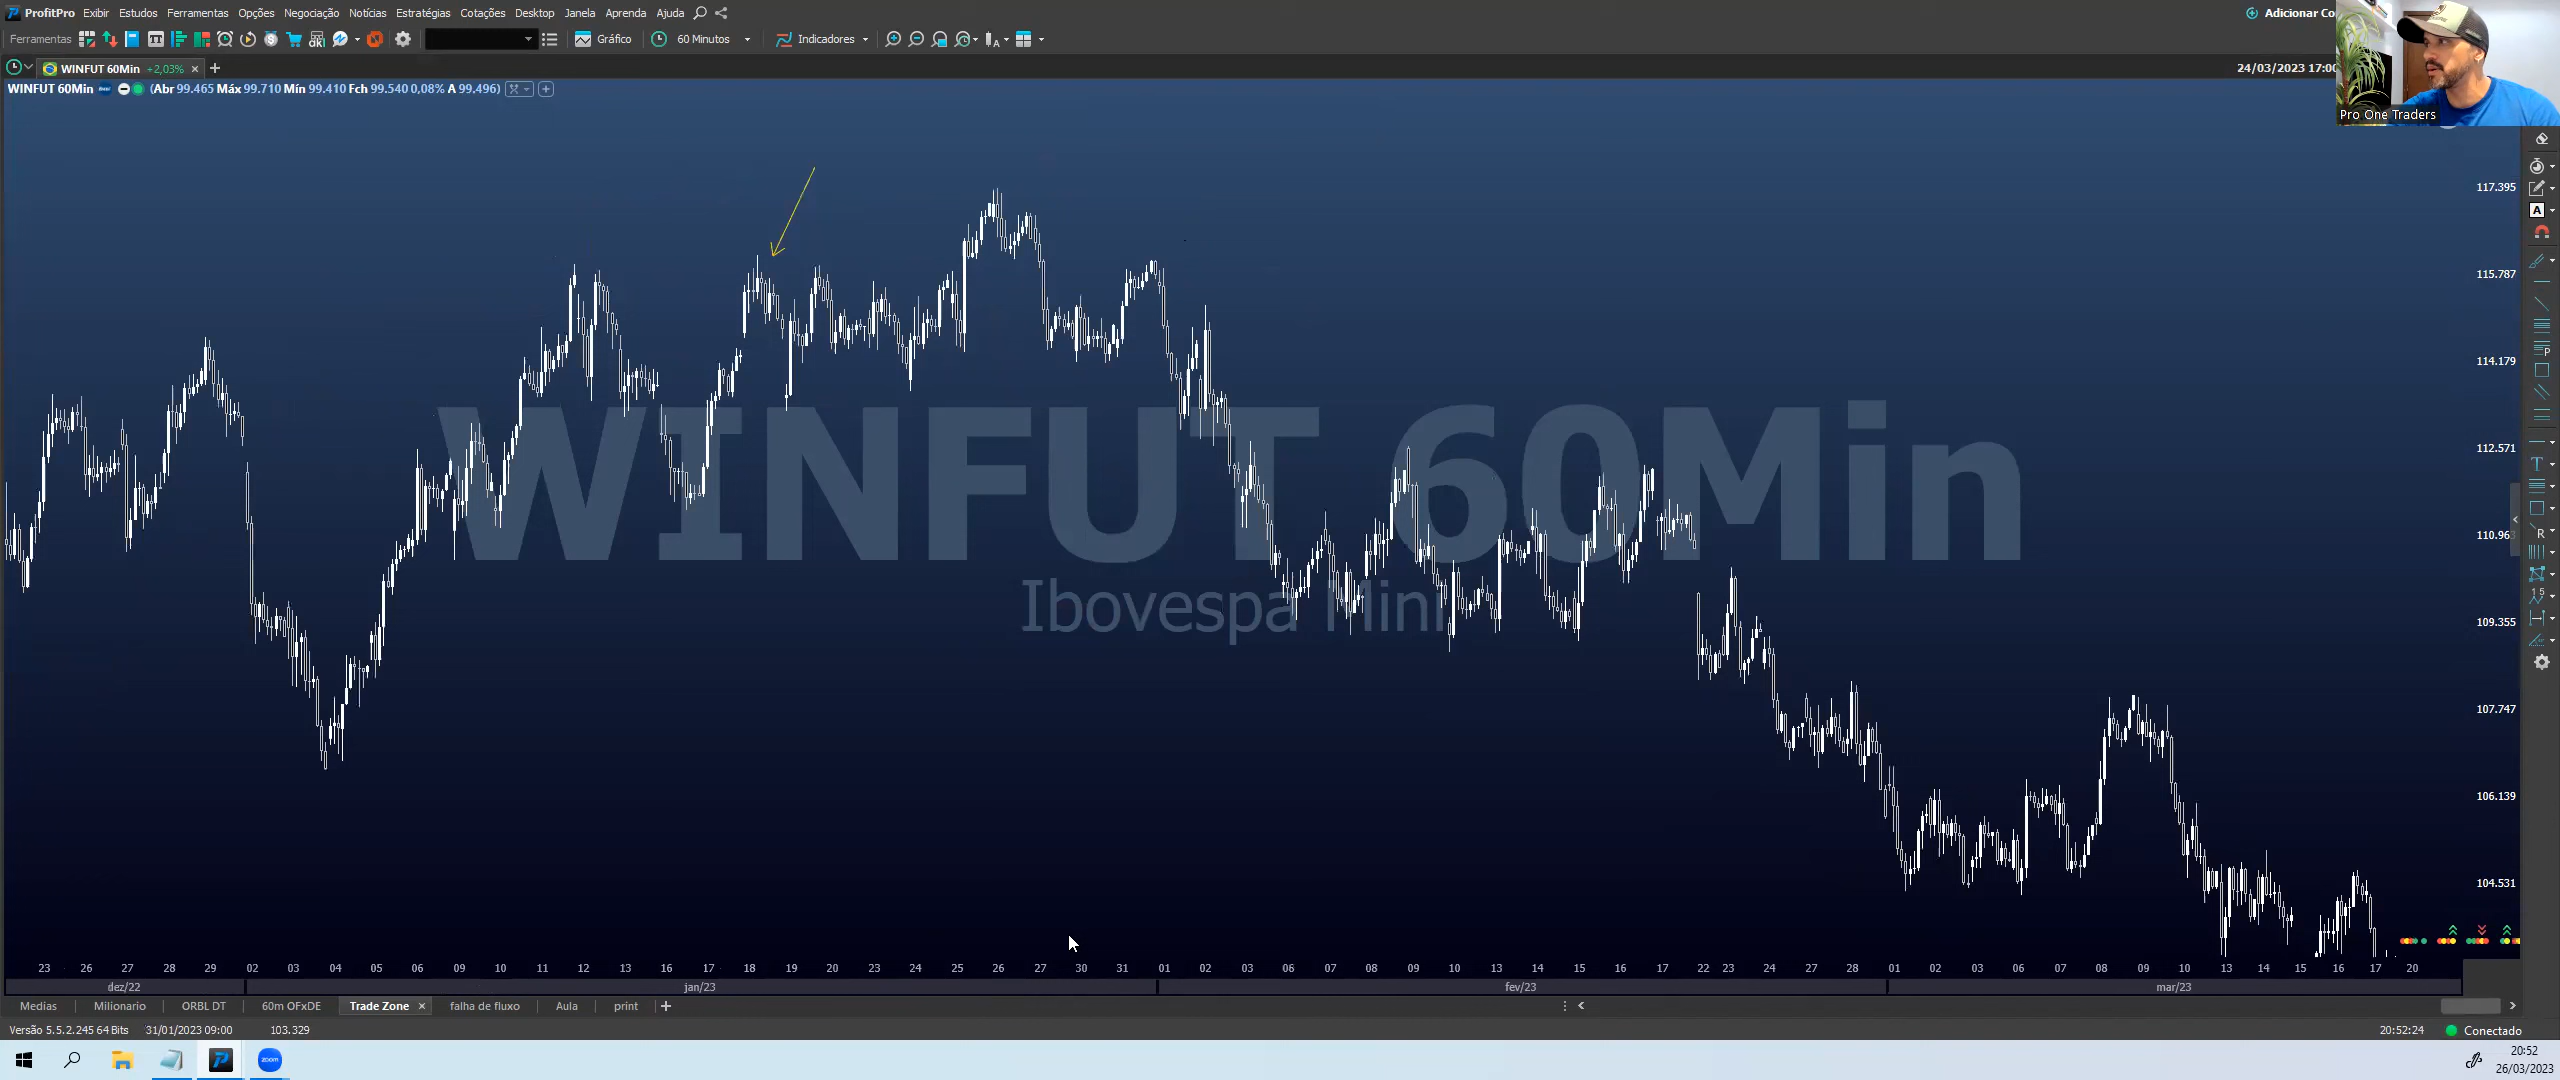 ProfitPro Exibir Estudos Ferramentas Opções Negociação Notícias Estratégias Cotações Desktop Janela Aprenda Ajuda
Adicionar Co
Ferramentas
Gráfico 60 Minutos Indicadores
WINFUT 60Min +2,03%
24/03/2023 17:00
WINFUT 60Min (Abr 99.465 Máx 99.710 Mín 99.410 Fch 99.540 0,08% A 99.496)
Pro One Traders
117.395
115.787
114.179
112.571
110.963
109.355
107.747
106.139
104.531
WINFUT 60Min
Ibovespa Mini
23 26 27 28 29 02 03 04 05 06 09 10 11 12 13 16 17 18 19 20 23 24 25 26 27 30 31 01 02 03 06 07 08 09 10 13 14 15 16 17 22 23 24 27 28 01 02 03 06 07 08 09 10 13 14 15 16 17 20
dez/22 jan/23 fev/23 mar/23
Medias Milionario ORBL DT 60m OFxDE Trade Zone falha de fluxo Aula print
Versão 5.5.2.245 64 Bits 31/01/2023 09:00 103.329
20:52:24 Conectado
zoom
20:52
26/03/2023